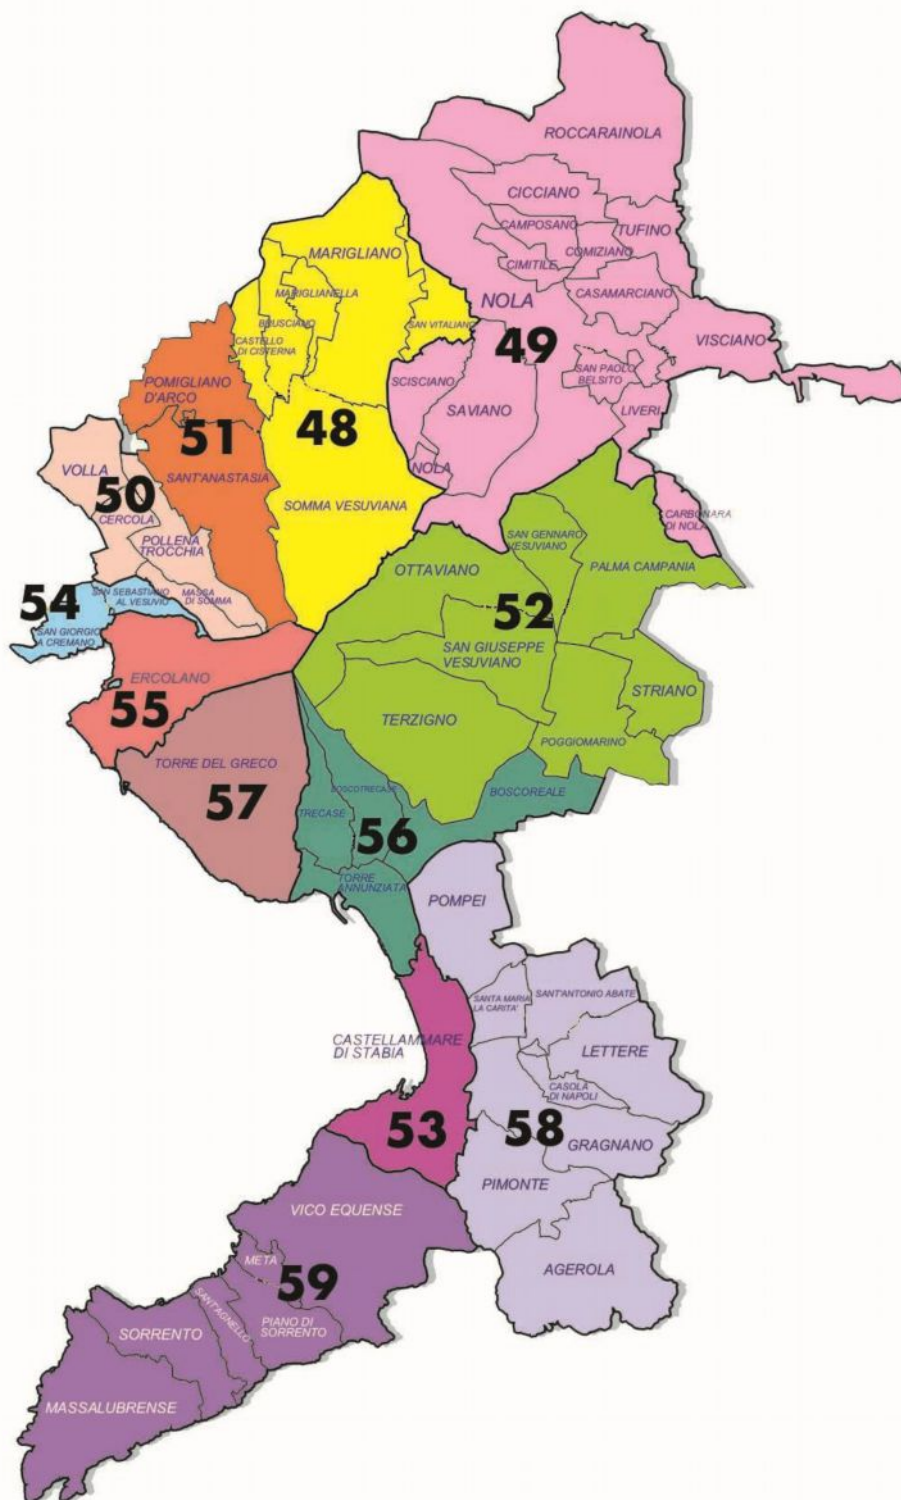 ROCCARAINOLA
CICCIANO
CAMPOSANO
TUFINO
COMIZIANO
CIMITILE
MARIGLIANO
MARIGLIANELLA
CASAMARCIANO
NOLA
BRUSCIANO
SAN VITALIANO
CASTELLO
DI CISTERNA
49
VISCIANO
SAN PAOLO
BELSITO
SCISCIANO
POMIGLIANO
D'ARCO
SAVIANO
LIVERI
51
48
VOLLA
NOLA
SANT'ANASTASIA
50
SOMMA VESUVIANA
CERCOLA
CARBONARA
DI NOLA
POLLENA
TROCCHIA
SAN GENNARO
VESUVIANO
OTTAVIANO
PALMA CAMPANIA
SAN SEBASTIANO
AL VESUVIO
MASSA
DI SOMMA
54
52
SAN GIORGIO
A CREMANO
SAN GIUSEPPE
VESUVIANO
ERCOLANO
STRIANO
55
TERZIGNO
POGGIOMARINO
TORRE DEL GRECO
57
BOSCOTRECASE
BOSCOREALE
TRECASE
56
TORRE
ANNUNZIATA
POMPEI
SANTA MARIA
LA CARITA'
SANT'ANTONIO ABATE
CASTELLAMMARE
DI STABIA
LETTERE
CASOLA
DI NAPOLI
53
58
GRAGNANO
PIMONTE
VICO EQUENSE
META
59
AGEROLA
SANT'AGNELLO
PIANO DI
SORRENTO
SORRENTO
MASSALUBRENSE